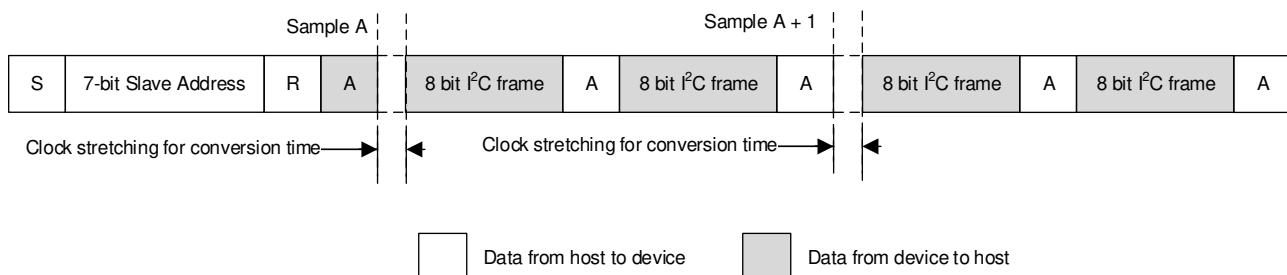 Sample A
Sample A + 1
S 7-bit Slave Address R A 8 bit I²C frame A 8 bit I²C frame A 8 bit I²C frame A 8 bit I²C frame A
Clock stretching for conversion time
Clock stretching for conversion time
Data from host to device
Data from device to host